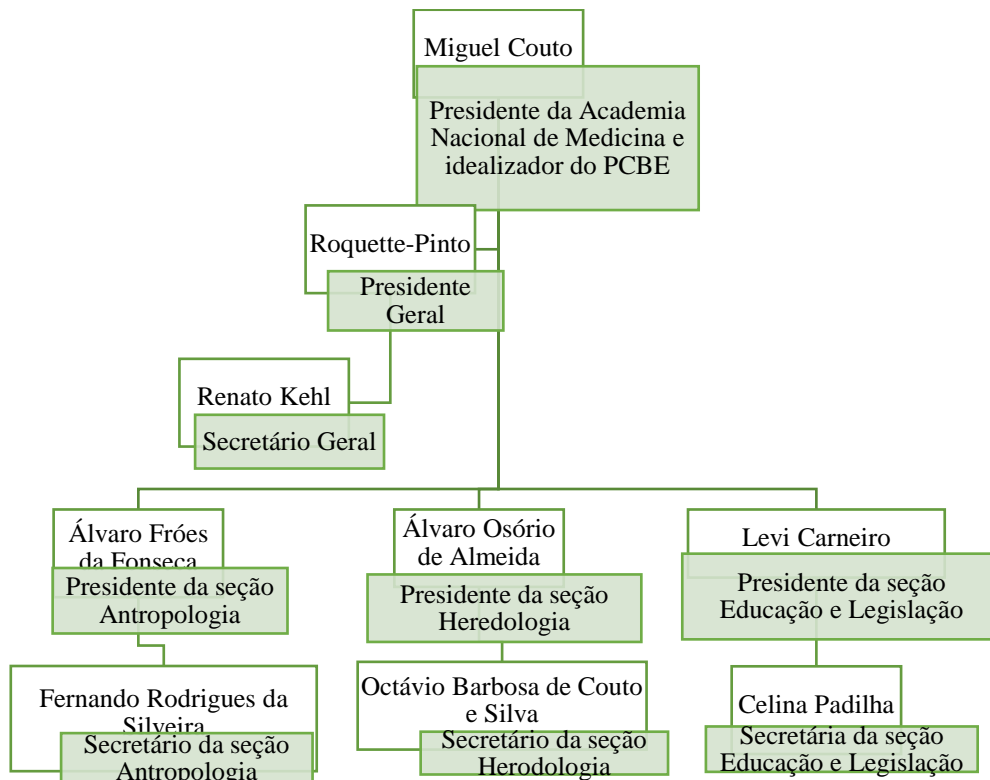 Miguel Couto
Presidente da Academia
Nacional de Medicina e
idealizador do PCBE
Roquette-Pinto
Presidente
Geral
Renato Kehl
Secretário Geral
Álvaro Fróes
da Fonseca
Presidente da seção
Antropologia
Álvaro Osório
de Almeida
Presidente da seção
Heredologia
Levi Carneiro
Presidente da seção
Educação e Legislação
Fernando Rodrigues da
Silveira
Secretário da seção
Antropologia
Octávio Barbosa de Couto
e Silva
Secretário da seção
Herodologia
Celina Padilha
Secretária da seção
Educação e Legislação